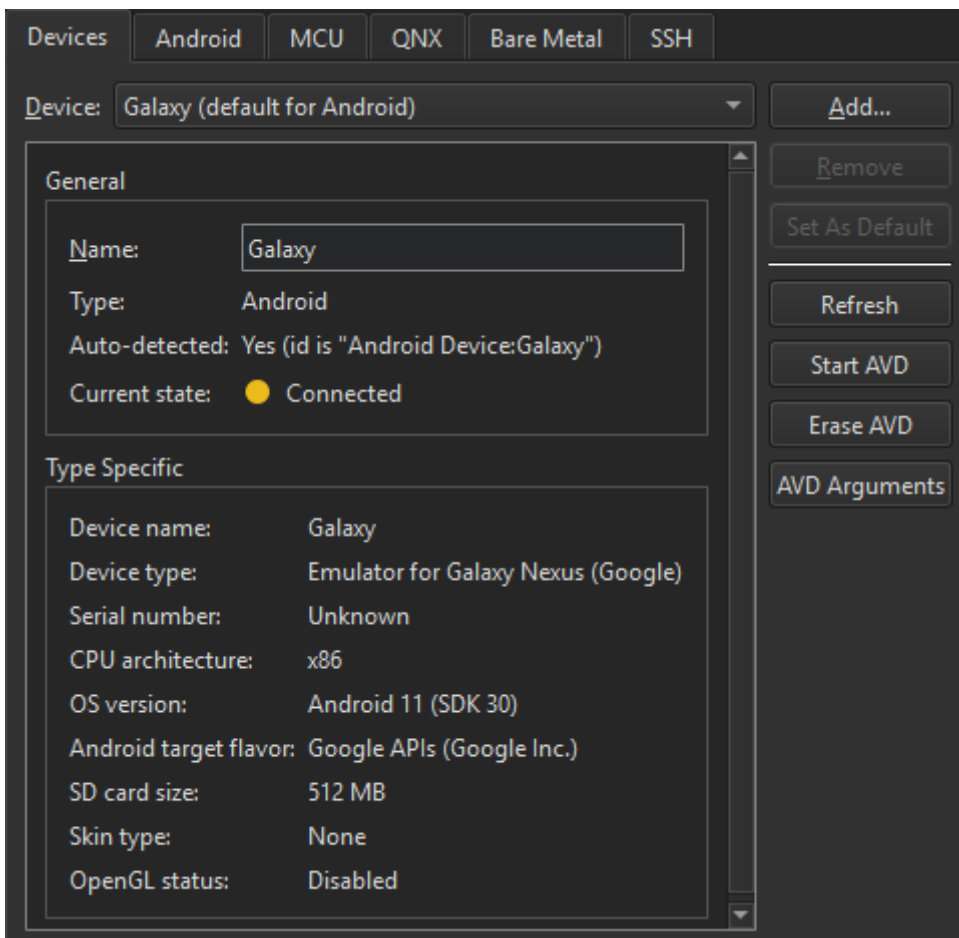 Devices Android MCU QNX Bare Metal SSH
Device: Galaxy (default for Android) Add...
Remove
General
Set As Default
Name: Galaxy
Type: Android
Refresh
Auto-detected: Yes (id is "Android Device:Galaxy")
Start AVD
Current state: Connected
Erase AVD
Type Specific
AVD Arguments
Device name: Galaxy
Device type: Emulator for Galaxy Nexus (Google)
Serial number: Unknown
CPU architecture: x86
OS version: Android 11 (SDK 30)
Android target flavor: Google APIs (Google Inc.)
SD card size: 512 MB
Skin type: None
OpenGL status: Disabled